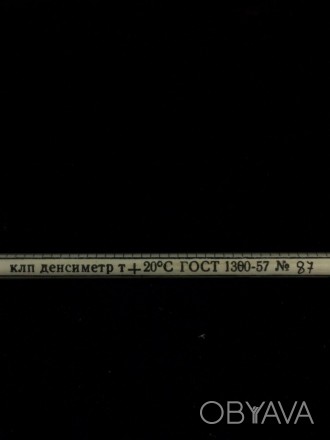 клп денсиметр т+20°С ГОСТ 1300-57 № 87
OBYAVA